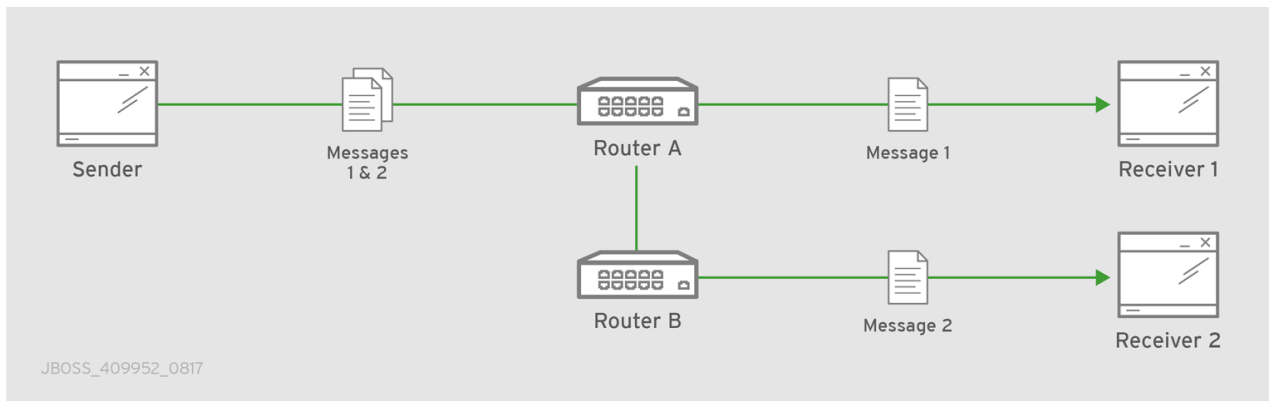 Sender
Messages
1 & 2
Router A
Message 1
Receiver 1
Router B
Message 2
Receiver 2
JBOSS_409952_0817